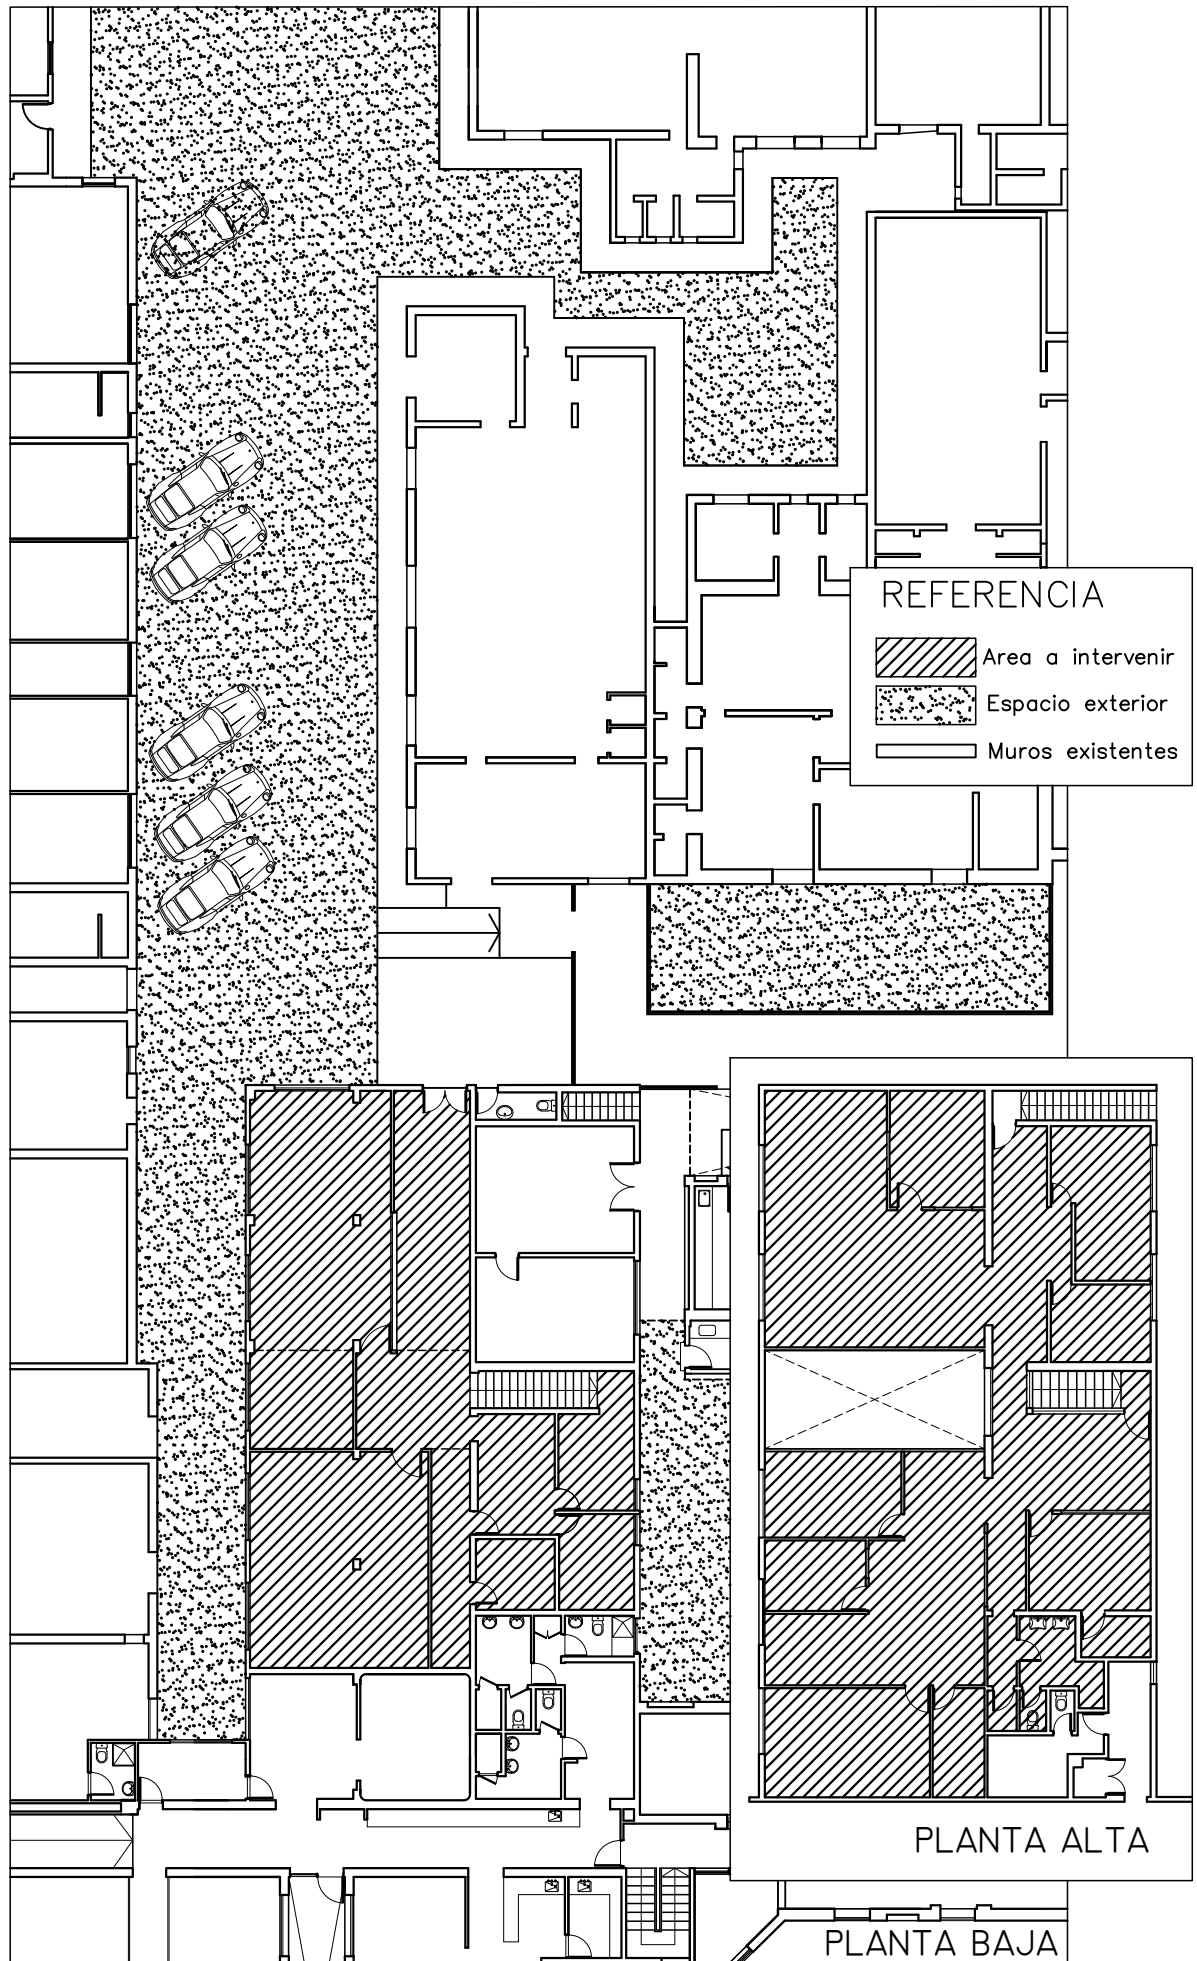 REFERENCIA
Area a intervenir
Espacio exterior
Muros existentes
PLANTA ALTA
PLANTA BAJA